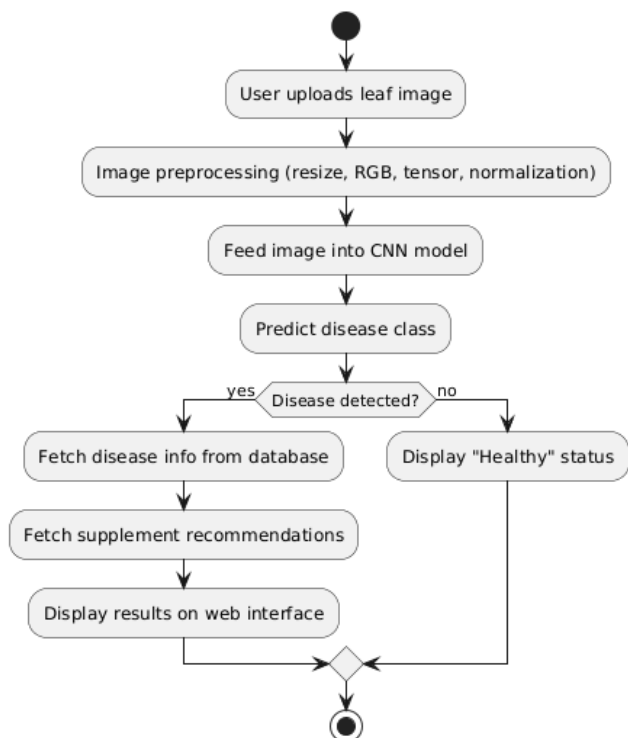 User uploads leaf image
Image preprocessing (resize, RGB, tensor, normalization)
Feed image into CNN model
Predict disease class
Disease detected?
yes
no
Fetch disease info from database
Display "Healthy" status
Fetch supplement recommendations
Display results on web interface